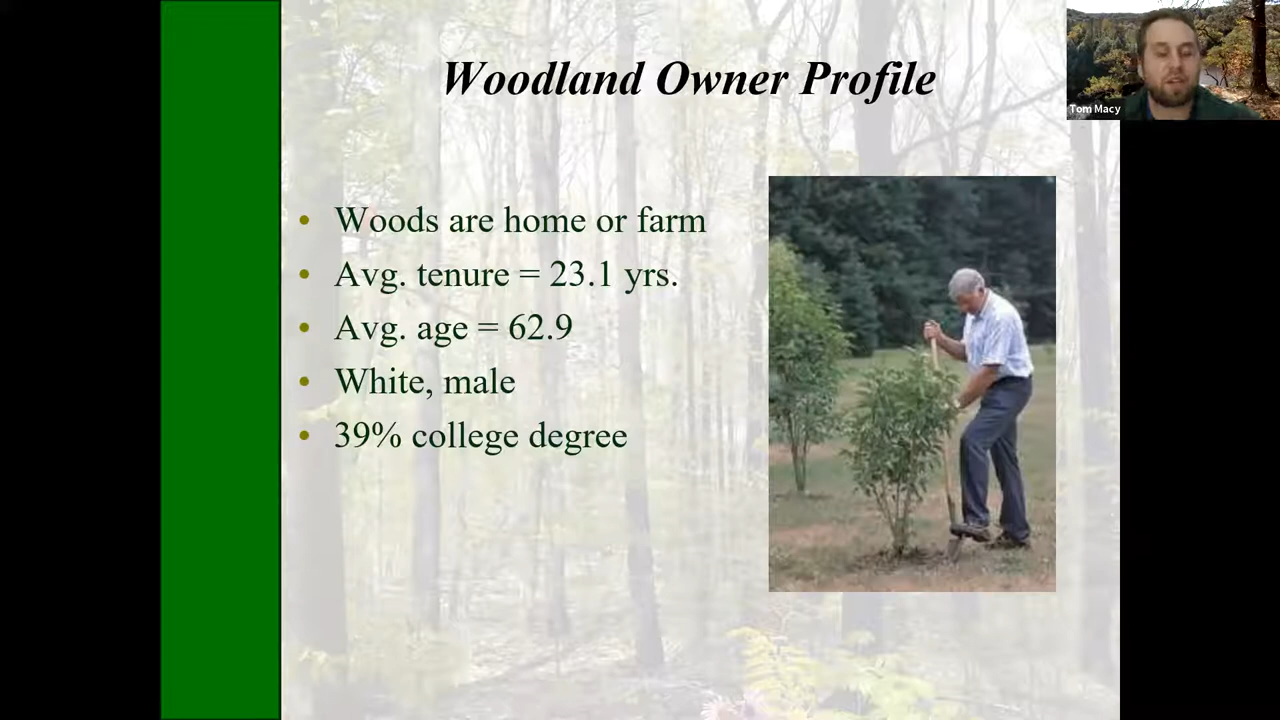 Woodland Owner Profile
Tom Macy
• Woods are home or farm
• Avg. tenure = 23.1 yrs.
• Avg. age = 62.9
• White, male
• 39% college degree